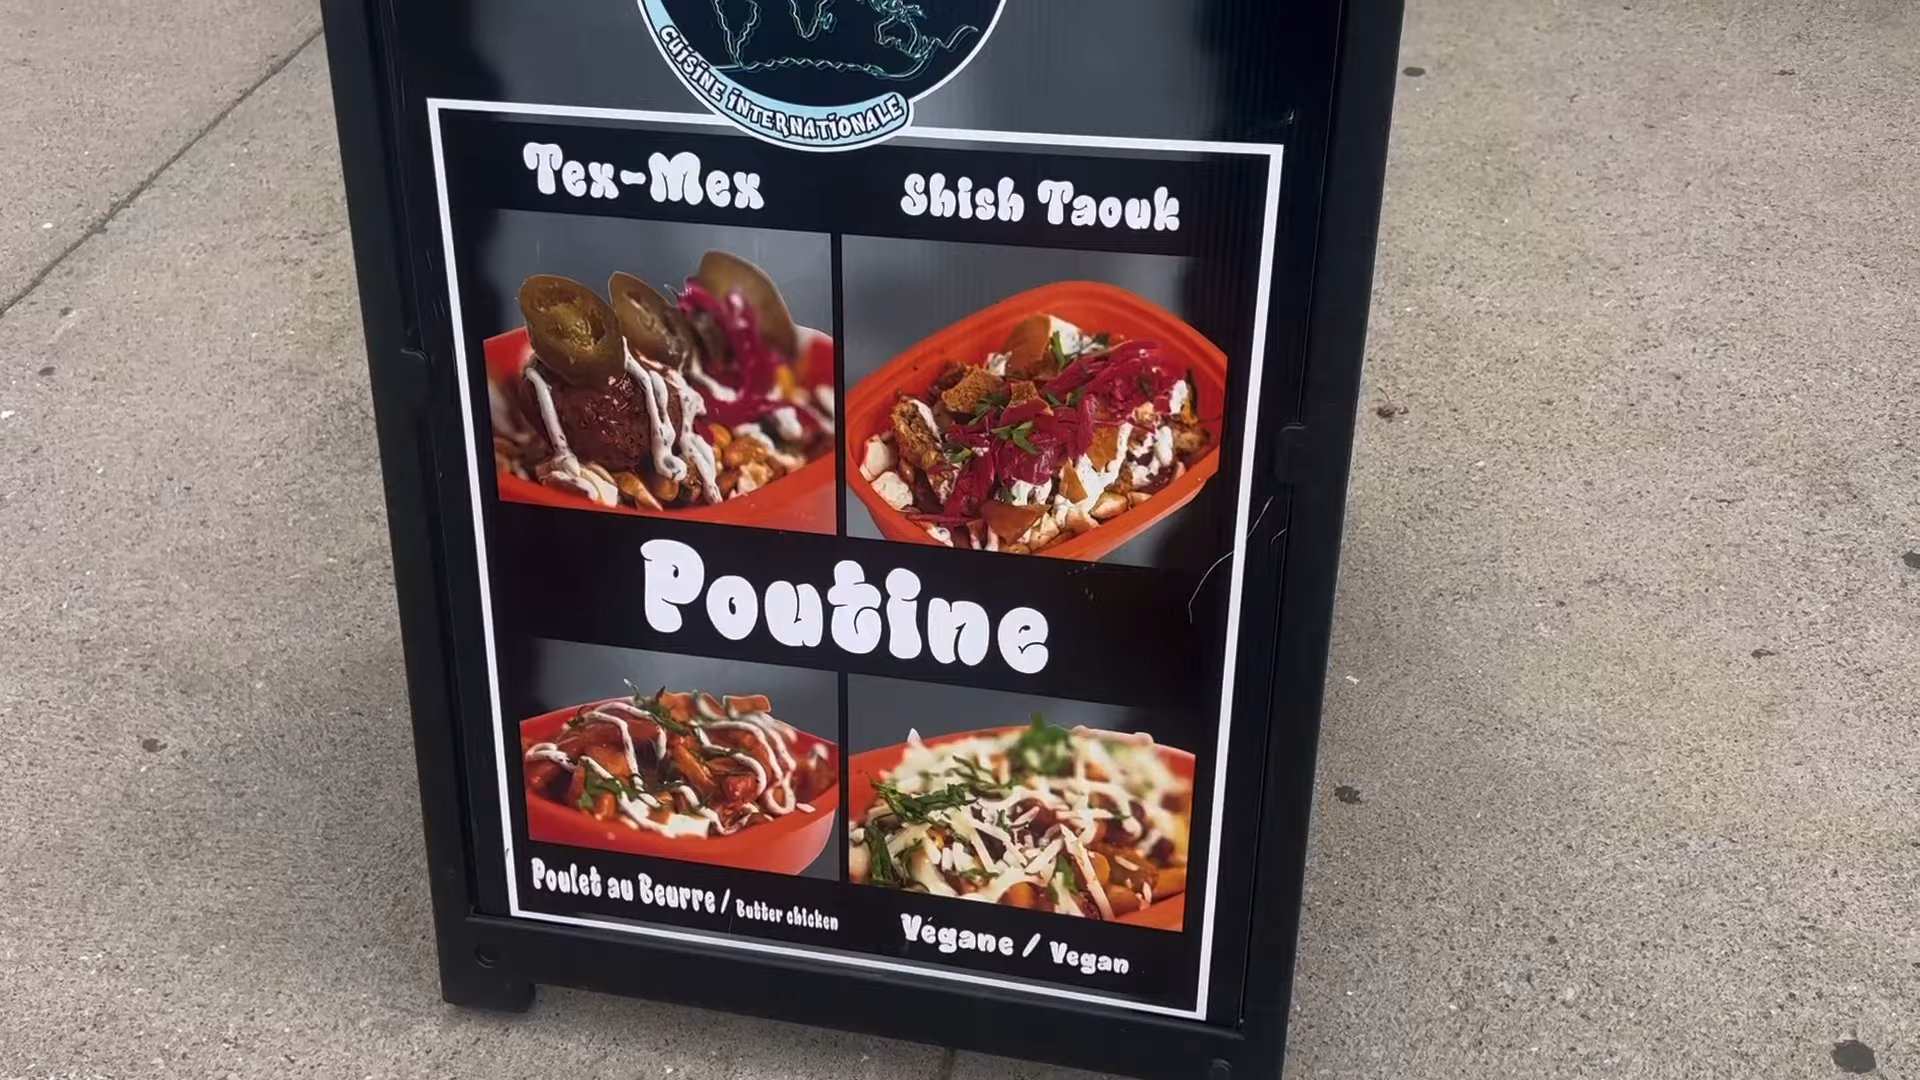 CUISINE INTERNATIONALE
Tex-Mex
Shish Taouk
Poutine
Poulet au Beurre / Butter chicken
Végane / Vegan